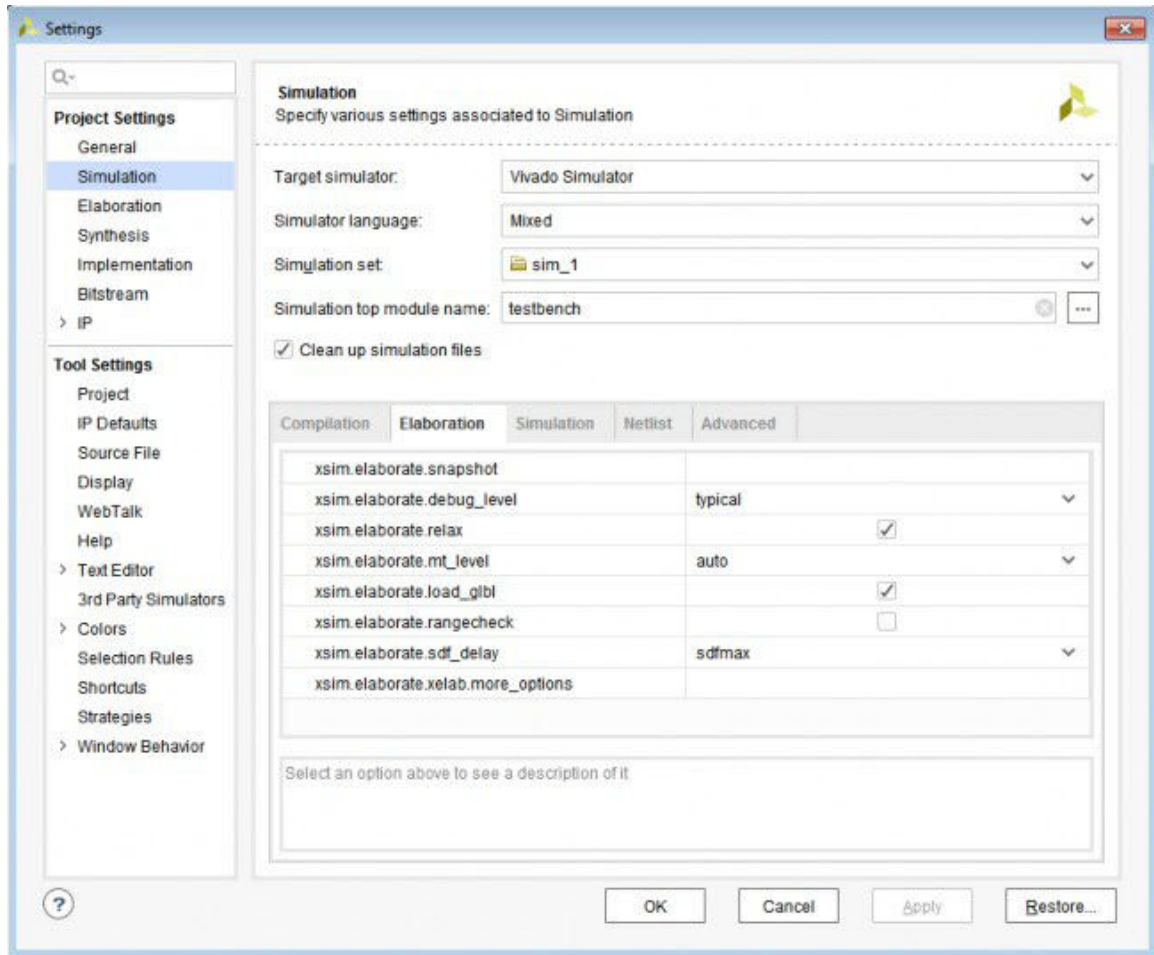 Settings
Project Settings
General
Simulation
Elaboration
Synthesis
Implementation
Bitstream
> IP
Tool Settings
Project
IP Defaults
Source File
Display
WebTalk
Help
> Text Editor
3rd Party Simulators
> Colors
Selection Rules
Shortcuts
Strategies
> Window Behavior
Simulation
Specify various settings associated to Simulation
Target simulator: Vivado Simulator
Simulator language: Mixed
Simulation set: sim_1
Simulation top module name: testbench ...
Clean up simulation files
Compilation Elaboration Simulation Netlist Advanced
xsim.elaborate.snapshot
xsim.elaborate.debug_level typical
xsim.elaborate.relax
xsim.elaborate.mt_level auto
xsim.elaborate.load_glbl
xsim.elaborate.rangecheck
xsim.elaborate.sdf_delay sdfmax
xsim.elaborate.xelab.more_options
Select an option above to see a description of it
? OK Cancel Apply Restore...